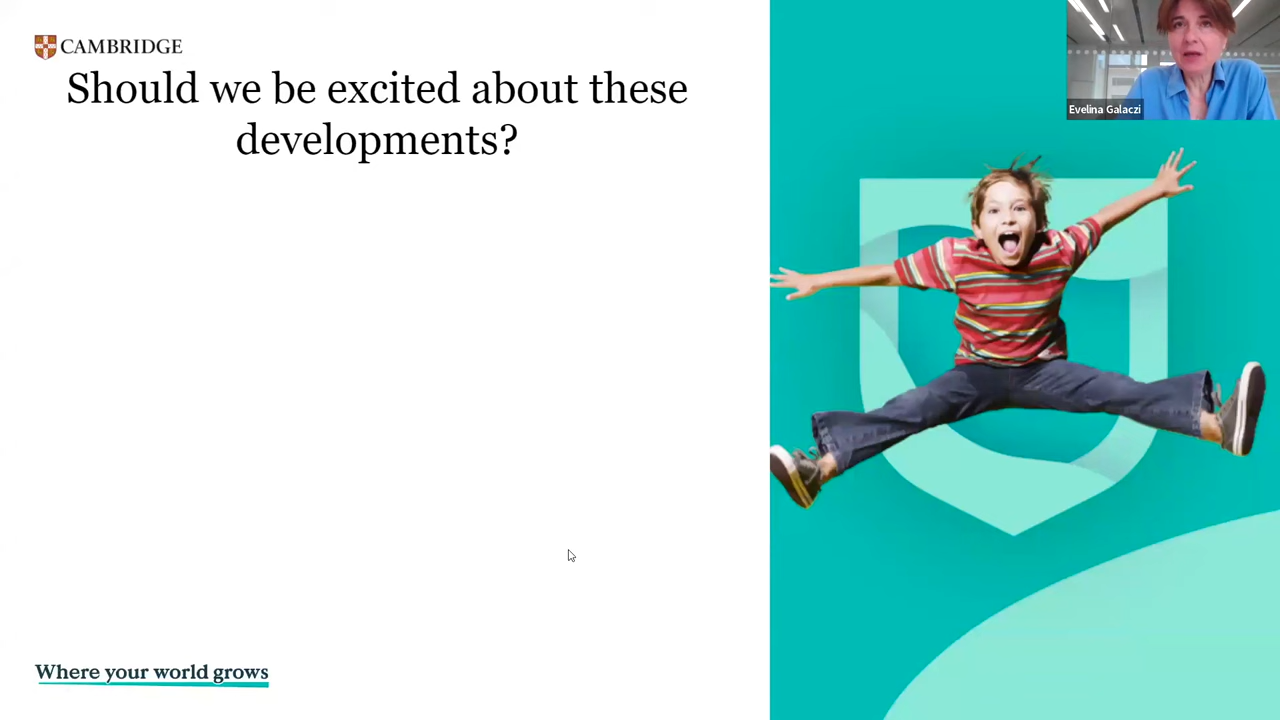 CAMBRIDGE
Should we be excited about these
developments?
Evelina Galaczi
Where your world grows